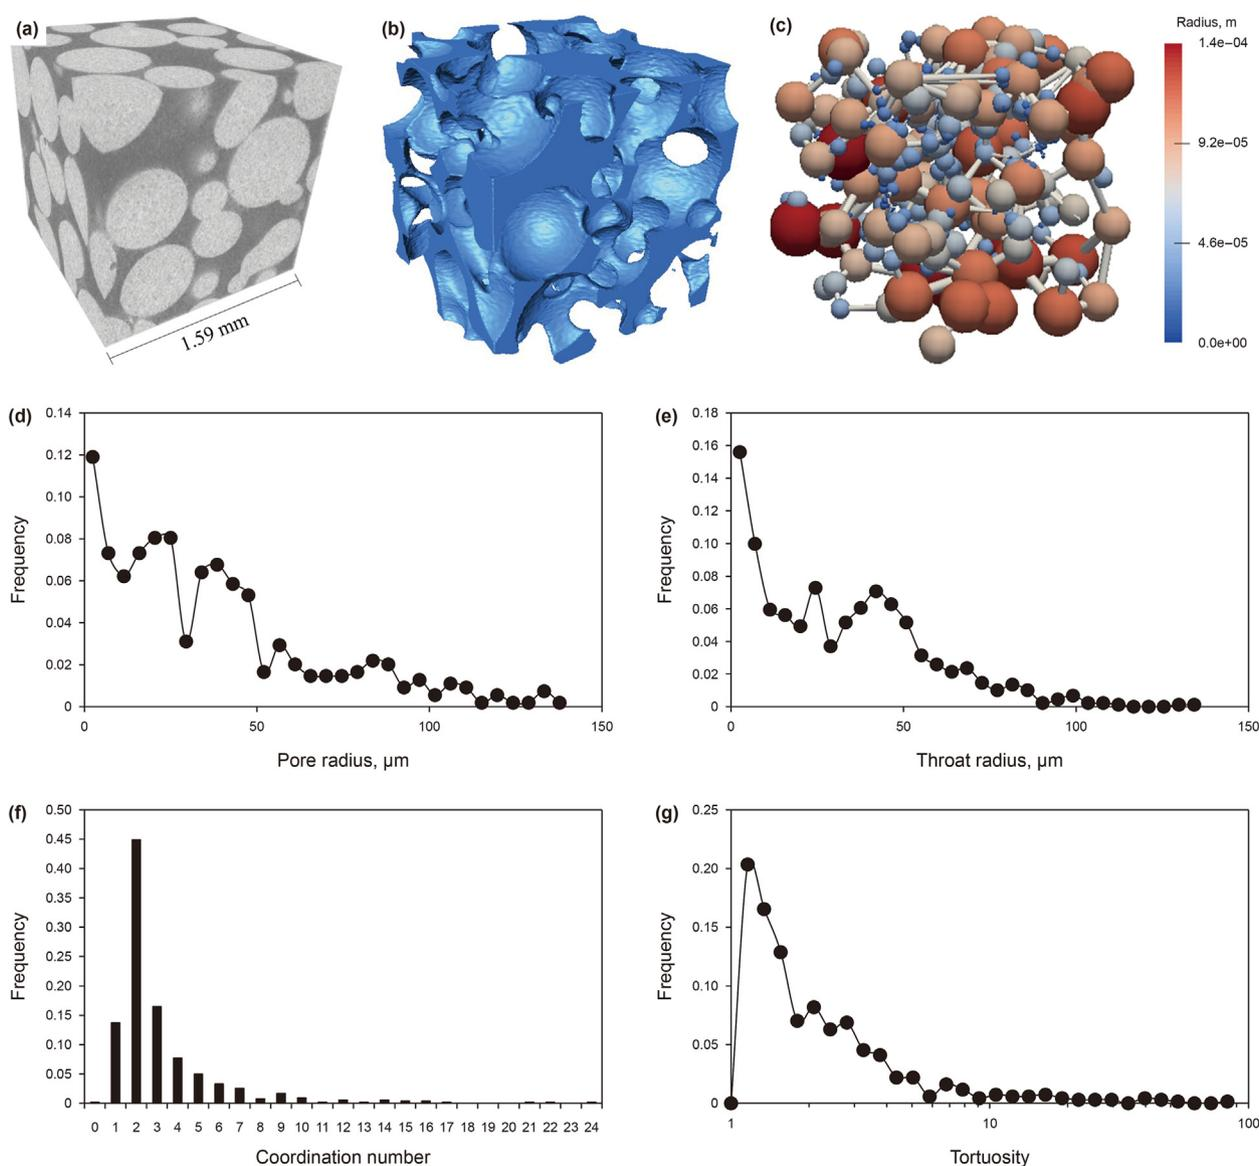 (a)
1.59 mm
(b)
(c)
Radius, m
1.4e−04
9.2e−05
4.6e−05
0.0e+00
(d)
0.14
0.12
0.10
0.08
0.06
0.04
0.02
0
Frequency
0 50 100 150
Pore radius, µm
(e)
0.18
0.16
0.14
0.12
0.10
0.08
0.06
0.04
0.02
0
Frequency
0 50 100 150
Throat radius, µm
(f)
0.50
0.45
0.40
0.35
0.30
0.25
0.20
0.15
0.10
0.05
0
Frequency
0 1 2 3 4 5 6 7 8 9 10 11 12 13 14 15 16 17 18 19 20 21 22 23 24
Coordination number
(g)
0.25
0.20
0.15
0.10
0.05
0
Frequency
1 10 100
Tortuosity